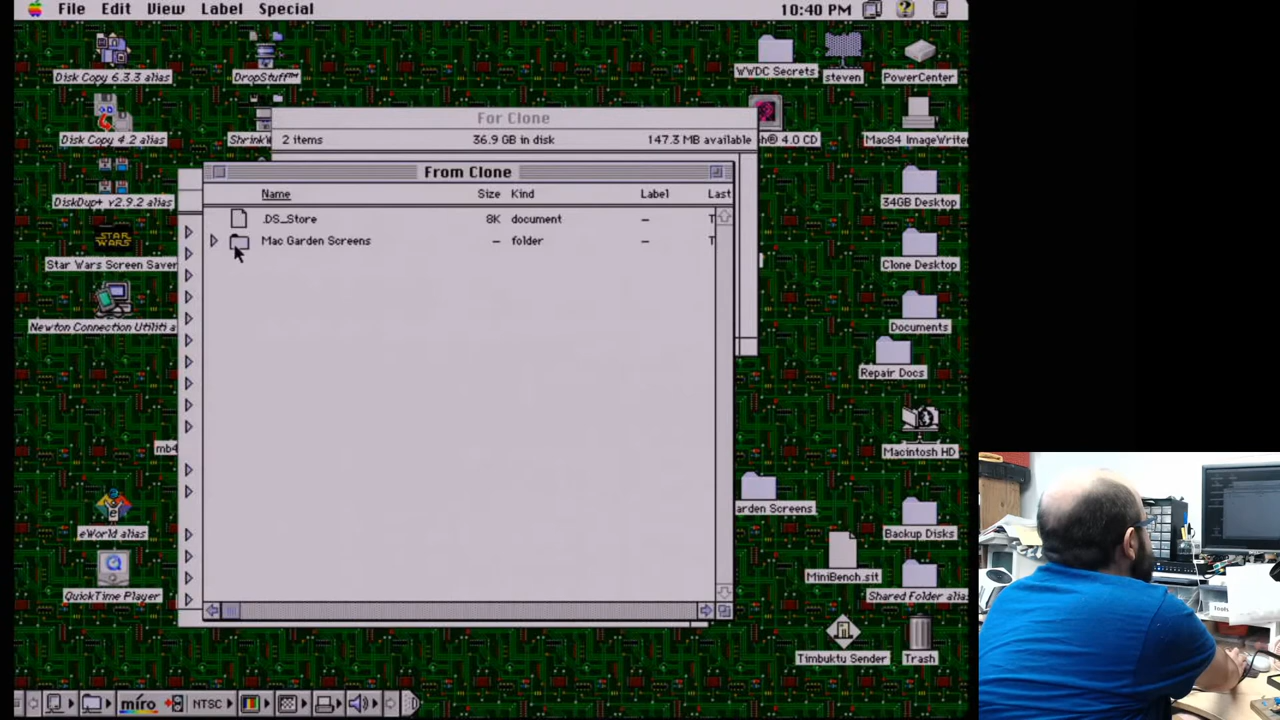 File Edit View Label Special 10:40 PM
Disk Copy 6.3.3 alias
DropStuff™
WWDC Secrets
steven
PowerCenter
For Clone
Disk Copy 4.2 alias
2 items 36.9 GB in disk 147.3 MB available
4.0 CD
Mac84 ImageWriter
From Clone
Name Size Kind Label Last
DiskDup+ v2.9.2 alias
34GB Desktop
.DS_Store 8K document –
Mac Garden Screens – folder –
STAR WARS
Star Wars Screen Saver
Clone Desktop
Newton Connection Utiliti a
Documents
Repair Docs
mb4
Macintosh HD
arden Screens
eWorld alias
Backup Disks
MiniBench.sit
QuickTime Player
Shared Folder alias
Timbuktu Sender
Trash
miro NTSC